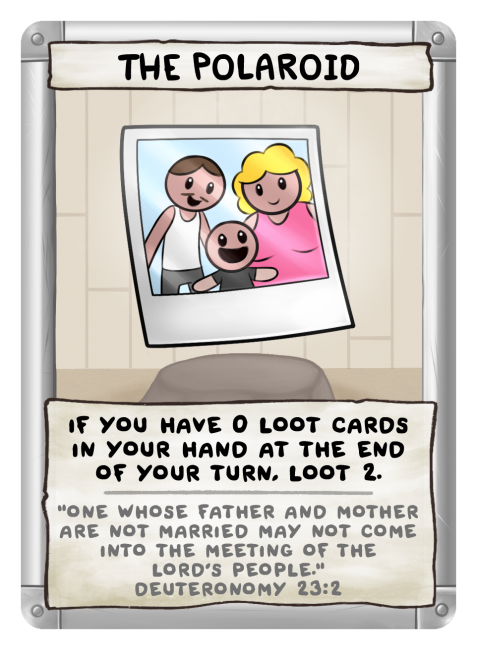 THE POLAROID
IF YOU HAVE 0 LOOT CARDS
IN YOUR HAND AT THE END
OF YOUR TURN, LOOT 2.
"ONE WHOSE FATHER AND MOTHER
ARE NOT MARRIED MAY NOT COME
INTO THE MEETING OF THE
LORD'S PEOPLE."
DEUTERONOMY 23:2